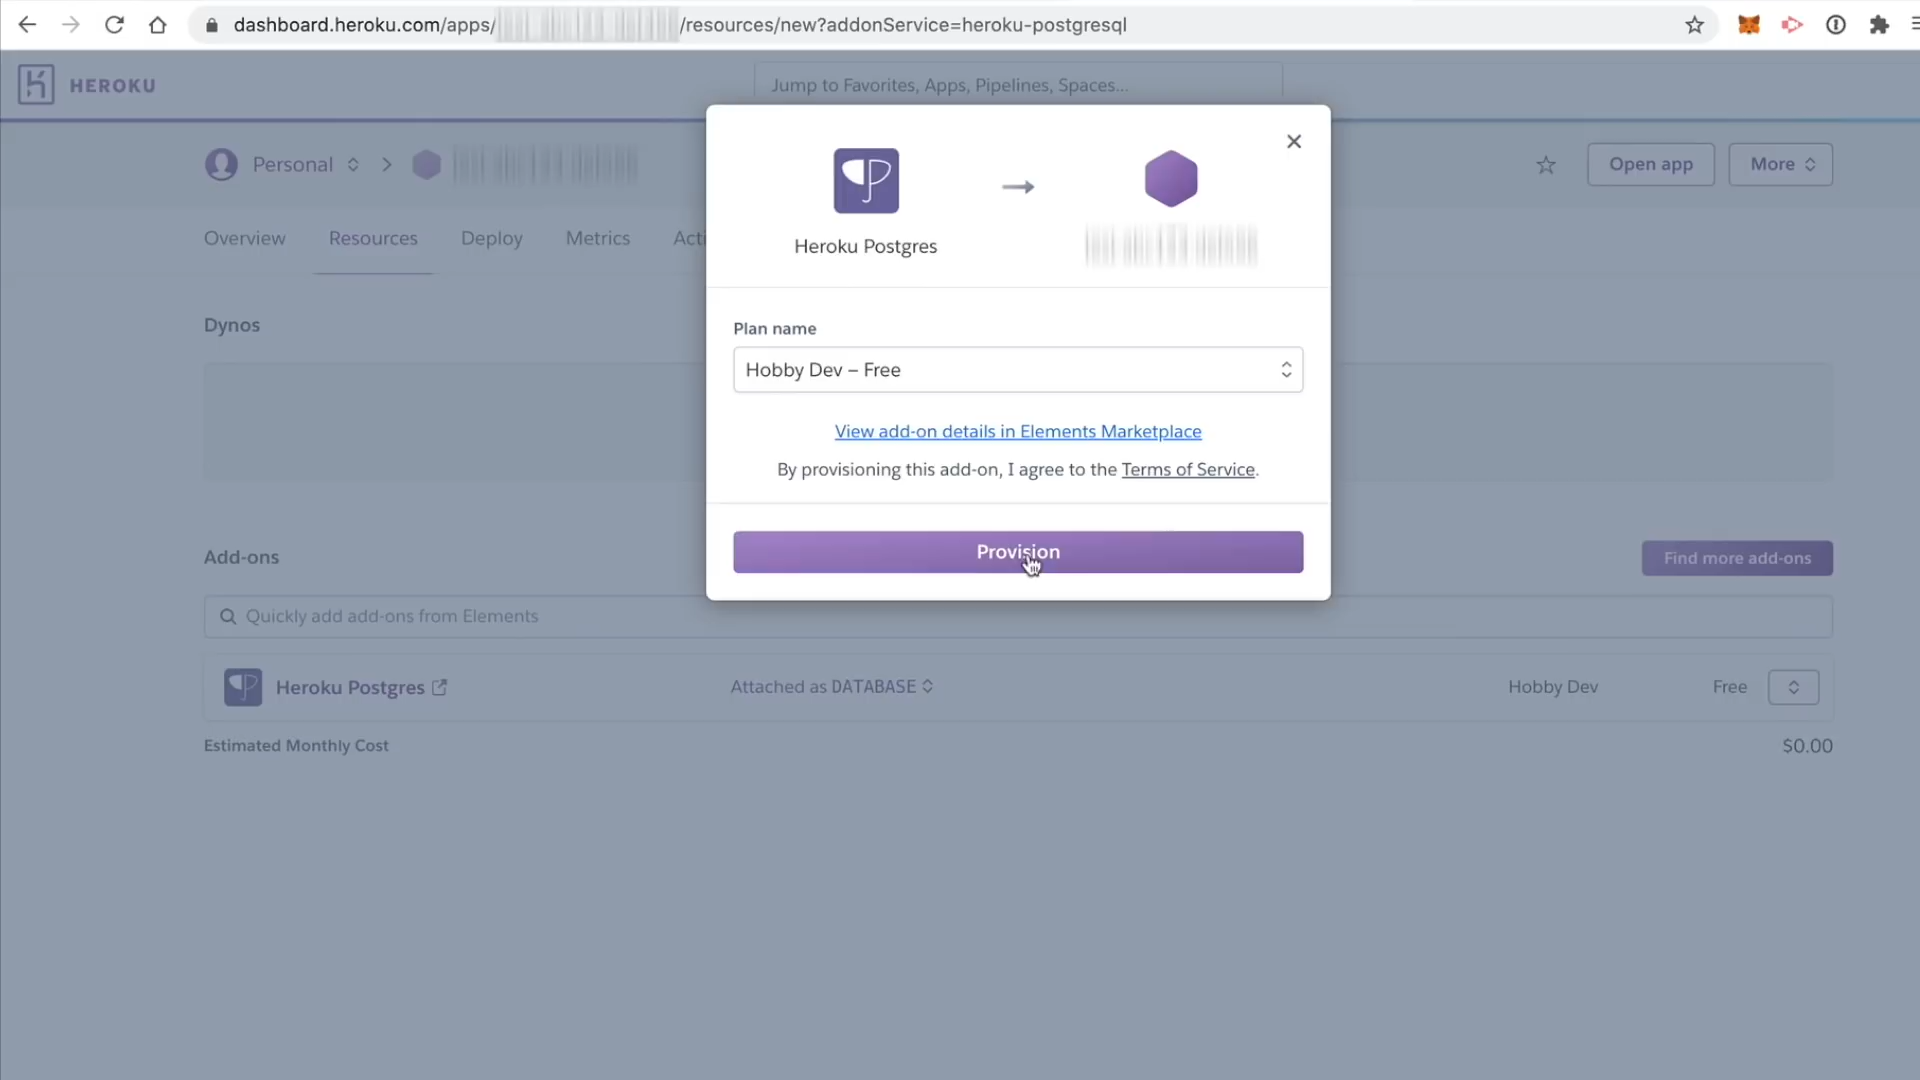 dashboard.heroku.com/apps/ /resources/new?addonService=heroku-postgresql
HEROKU
Jump to Favorites, Apps, Pipelines, Spaces...
Personal
Open app
More
Overview
Resources
Deploy
Metrics
Acti
Heroku Postgres
Plan name
Hobby Dev – Free
View add-on details in Elements Marketplace
By provisioning this add-on, I agree to the Terms of Service.
Provision
Dynos
Add-ons
Find more add-ons
Quickly add add-ons from Elements
Heroku Postgres
Attached as DATABASE
Hobby Dev
Free
Estimated Monthly Cost
$0.00